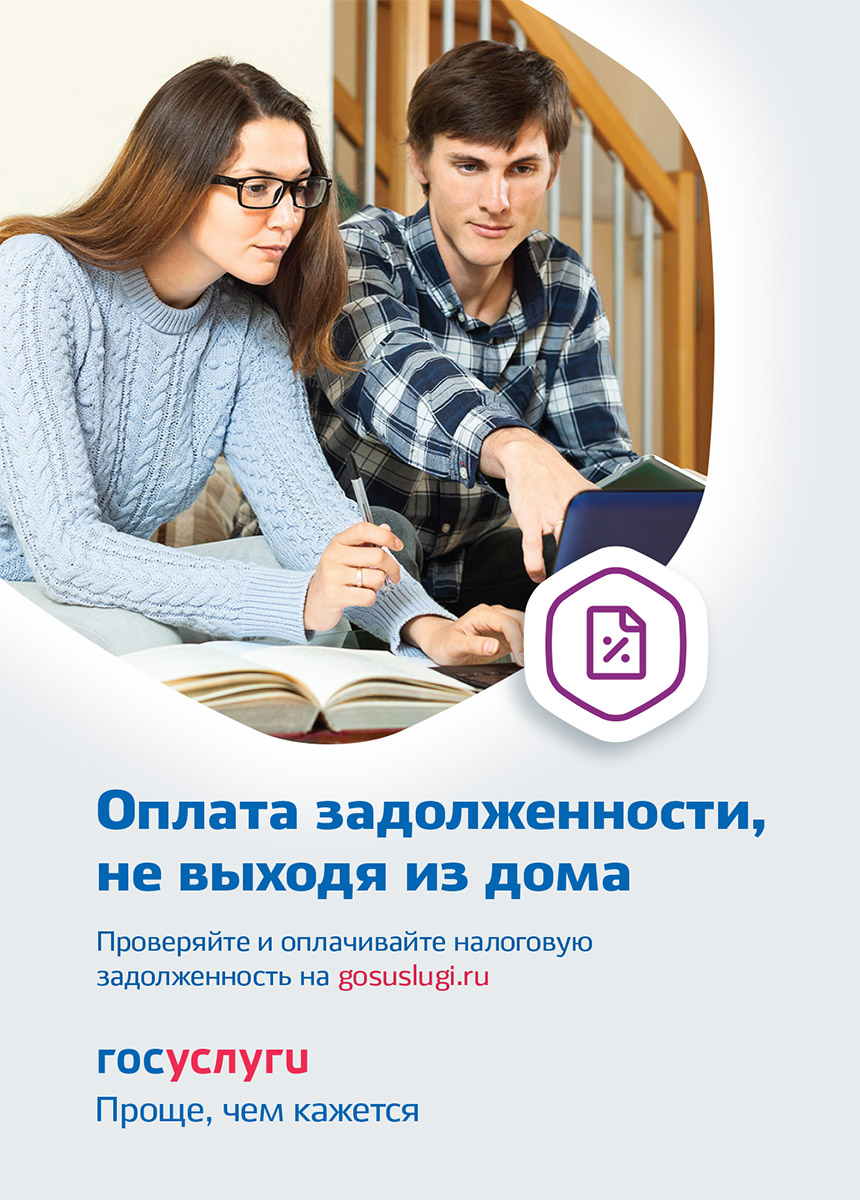 Оплата задолженности,
не выходя из дома
Проверяйте и оплачивайте налоговую
задолженность на gosuslugi.ru
госуслуги
Проще, чем кажется